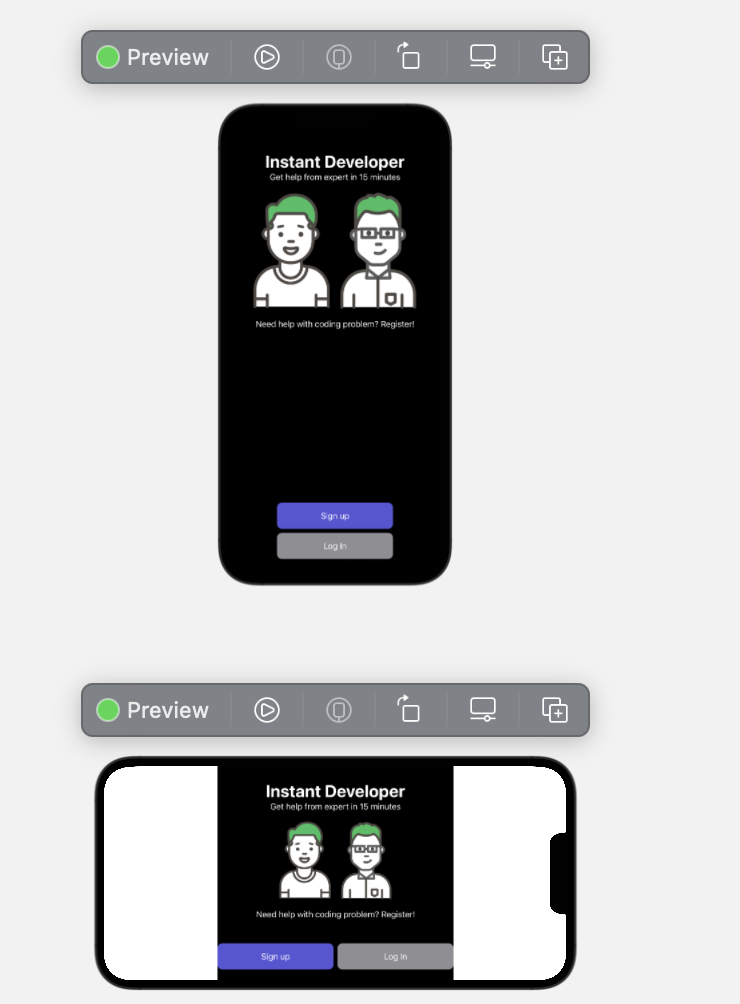 Preview
Instant Developer
Get help from expert in 15 minutes
Need help with coding problem? Register!
Sign up
Log In
Preview
Instant Developer
Get help from expert in 15 minutes
Need help with coding problem? Register!
Sign up Log In